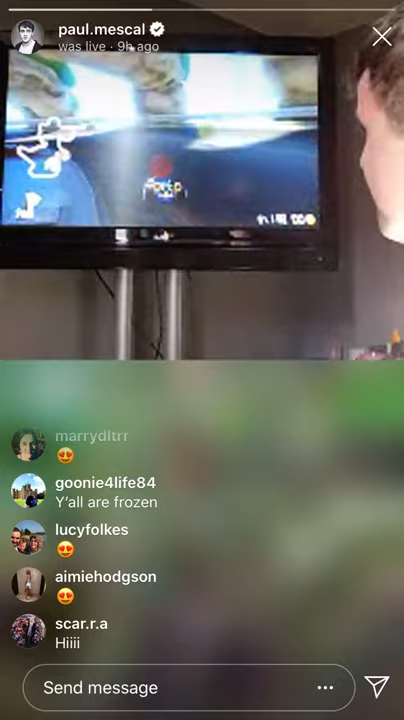 paul.mescal
was live · 9h ago
marrydltrr
😍
goonie4life84
Y'all are frozen
lucyfolkes
😍
aimiehodgson
😍
scar.r.a
Hiiii
Send message